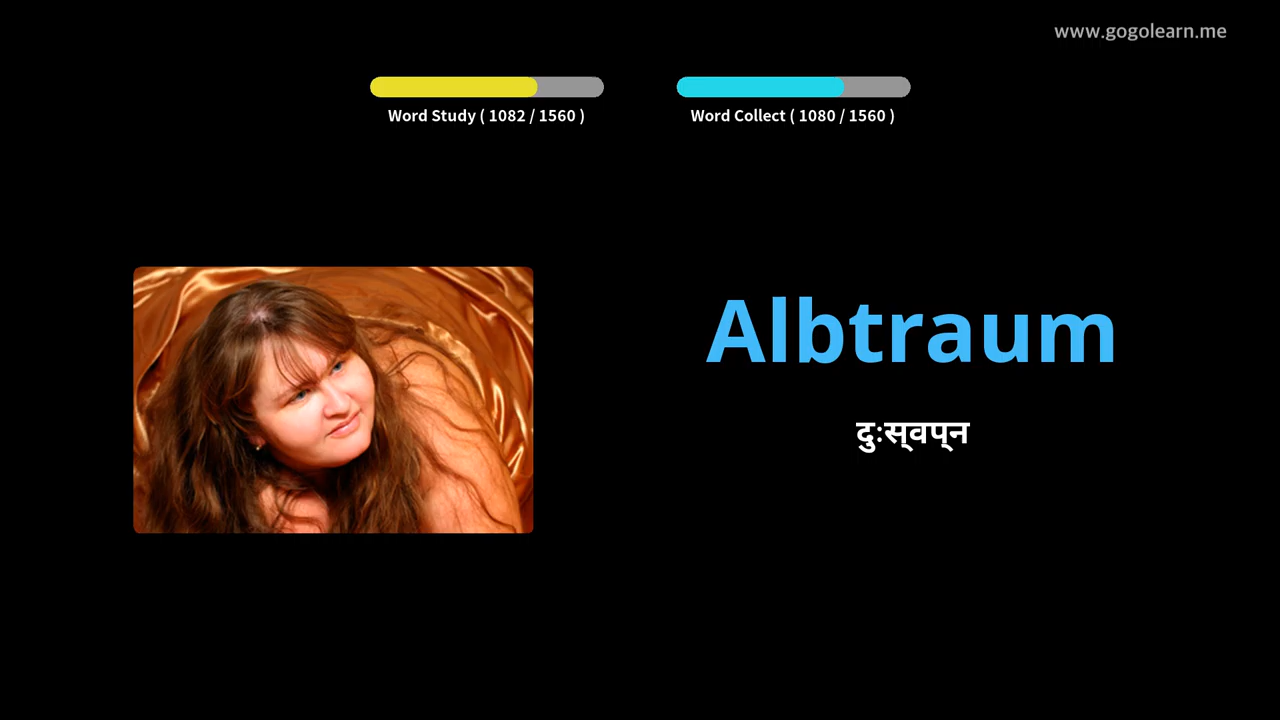 www.gogolearn.me
Word Study ( 1082 / 1560 )
Word Collect ( 1080 / 1560 )
Albtraum
दुःस्वप्न